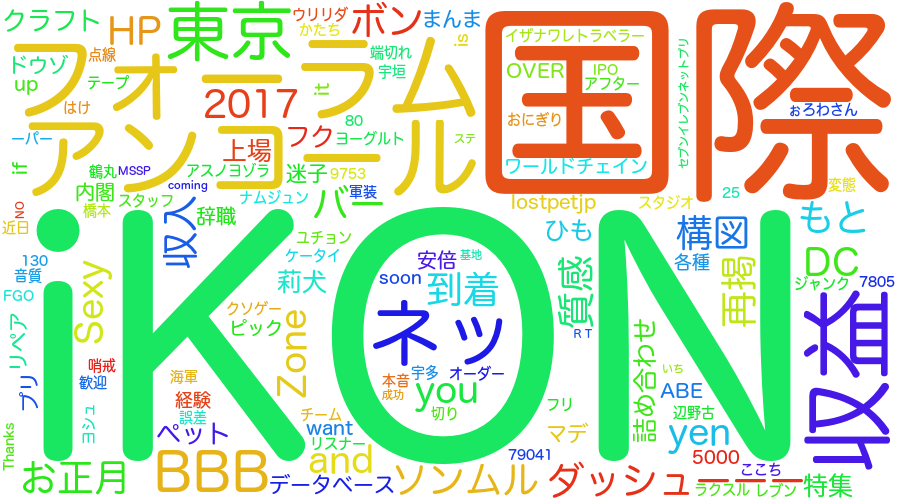 クラフト
HP
東京
ウリリダ
ボン
まんま
かたち
is
国際
イザナワレトラベラー
ドウゾ
点線
フォーラム
端切れ
宇垣
OVER
IPO
アフター
up
テープ
it
2017
80
おにぎり
セブンイレブンネットプリ
ぉろわさん
はけ
アンコール
フク
ヨーグルト
ステ
ーパー
上場
ワールドチェイン
if
鶴丸
MSSP
アスノヨゾラ
迷子
9753
coming
内閣
スタッフ
ナムジュン
バー
軍装
lostpetjp
スタジオ
25
変態
NO
近日
橋本
収入
辞職
ひも
構図
もと
iKON
ユチョン
ケータイ
安倍
基地
130
音質
Sexy
莉犬
soon
到着
質感
各種
再掲
DC
ジャンク
7805
FGO
クソゲー
ピック
Zone
ネッ
RT
収益
リペア
哨戒
プリ
歓迎
海軍
本音
宇多
オーダー
成功
you
切り
詰め合わせ
いち
ABE
経験
誤差
チーム
フリ
辺野古
ヨシュ
ペット
want
リスナー
マデ
yen
Thanks
お正月
BBB
データベース
and
ソンムル
79041
ダッシュ
5000
ここち
ラクスル
レブン
特集